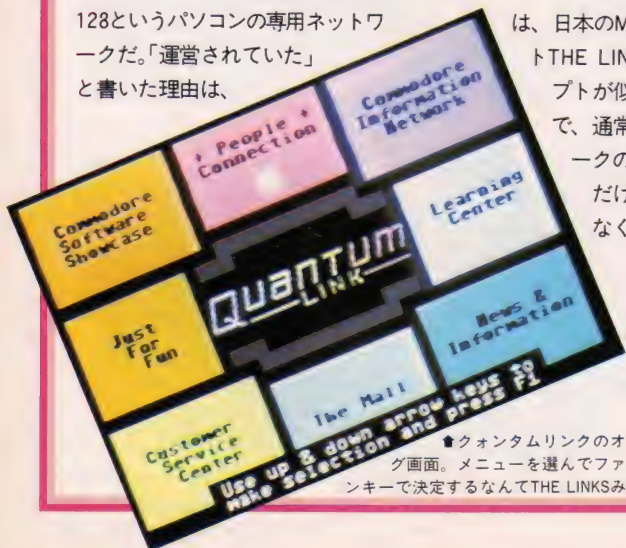 128というパソコンの専用ネットワ
ークだ。「運営されていた」
と書いた理由は、
は、日本のM
トTHE LIN
プトが似
で、通常
ークの
だけ
なく
Commodore
Software
Showcase
♦ People ♦
Connection
Commodore
Information
Network
Learning
Center
News &
Information
The Mall
Customer
Service
Center
Just
For
Fun
QUANTUM
LINK
Use up & down arrow keys to
make selection and press F1
⬆クォンタムリンクのオ
グ画面。メニューを選んでファ
ンキーで決定するなんてTHE LINKSみ